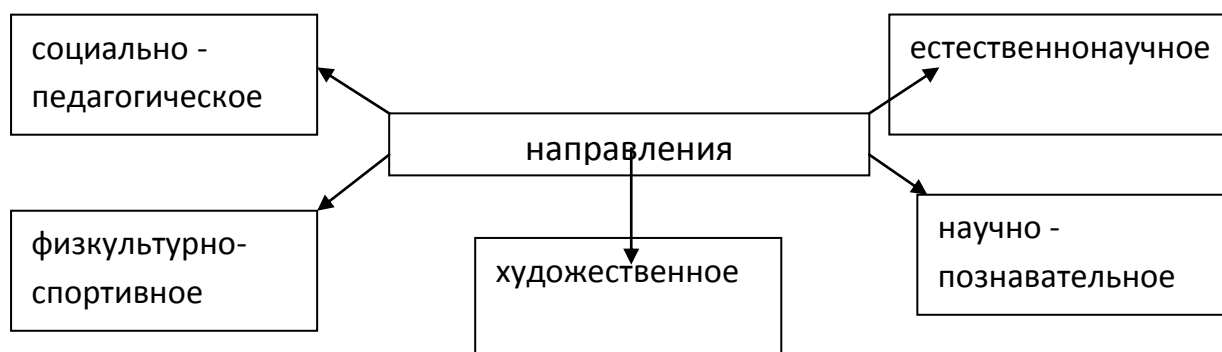 социально -
педагогическое
естественнонаучное
направления
физкультурно-
спортивное
художественное
научно -
познавательное